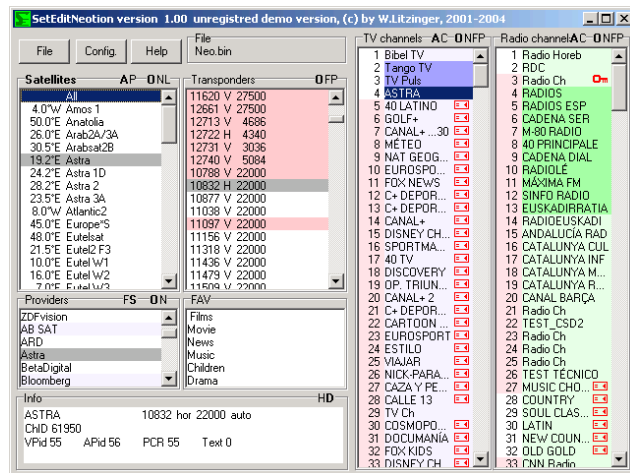 SetEditNeotion version 1.00 unregistred demo version, (c) by W.Litzinger, 2001-2004
File
Config.
Help
File
Neo.bin
Satellites AP ONL
All
4.0°W Amos 1
50.0°E Anatolia
26.0°E Arab2A/3A
30.5°E Arabsat2B
19.2°E Astra
24.2°E Astra 1D
28.2°E Astra 2
23.5°E Astra 3A
8.0°W Atlantic2
45.0°E Europe*S
48.0°E Eutelsat
21.5°E Eutel2 F3
10.0°E Eutel W1
16.0°E Eutel W2
7.0°E Eutel W3
Transponders OFP
11620 V 27500
12661 V 27500
12713 V 4686
12722 H 4340
12731 V 3036
12740 V 5084
10788 V 22000
10832 H 22000
10877 V 22000
11038 V 22000
11097 V 22000
11156 V 22000
11318 V 22000
11436 V 22000
11479 V 22000
11509 V 22000
Providers FS ON
ZDFvision
AB SAT
ARD
Astra
BetaDigital
Bloomberg
FAV
Films
Movie
News
Music
Children
Drama
Info HD
ASTRA 10832 hor 22000 auto
ChID 61950
VPid 55 APid 56 PCR 55 Text 0
TV channels AC ONFP
1 Bibel TV
2 Tango TV
3 TV Puls
4 ASTRA
5 40 LATINO
6 GOLF+
7 CANAL+ ...30
8 MÉTEO
9 NAT GEOG...
10 EUROSPO...
11 FOX NEWS
12 C+ DEPOR...
13 C+ DEPOR...
14 CANAL+
15 DISNEY CH...
16 SPORTMA...
17 40 TV
18 DISCOVERY
19 OP. TRIUN...
20 CANAL+ 2
21 C+ DEPOR...
22 CARTOON ...
23 EUROSPORT
24 ESTILO
25 VIAJAR
26 NICK-PARA...
27 CAZA Y PE...
28 CALLE 13
29 TV Ch
30 COSMOPO...
31 DOCUMANÍA
32 FOX KIDS
33 DISNEY CH
Radio channel AC ONFP
1 Radio Horeb
2 RDC
3 Radio Ch
4 RADIOS
5 RADIOS ESP
6 CADENA SER
7 M-80 RADIO
8 40 PRINCIPALE
9 CADENA DIAL
10 RADIOLÉ
11 MÁXIMA FM
12 SINFO RADIO
13 EUSKADIRRATIA
14 RADIOEUSKADI
15 ANDALUCÍA RAD
16 CATALUNYA CUL
17 CATALUNYA INF
18 CATALUNYA M...
19 CATALUNYA R...
20 CANAL BARÇA
21 Radio Ch
22 TEST_CSD2
23 Radio Ch
24 Radio Ch
25 Radio Ch
26 TEST TÉCNICO
27 MUSIC CHO...
28 COUNTRY
29 SOUL CLAS...
30 LATIN
31 NEW COUN...
32 OLD GOLD
33 CNN Radio